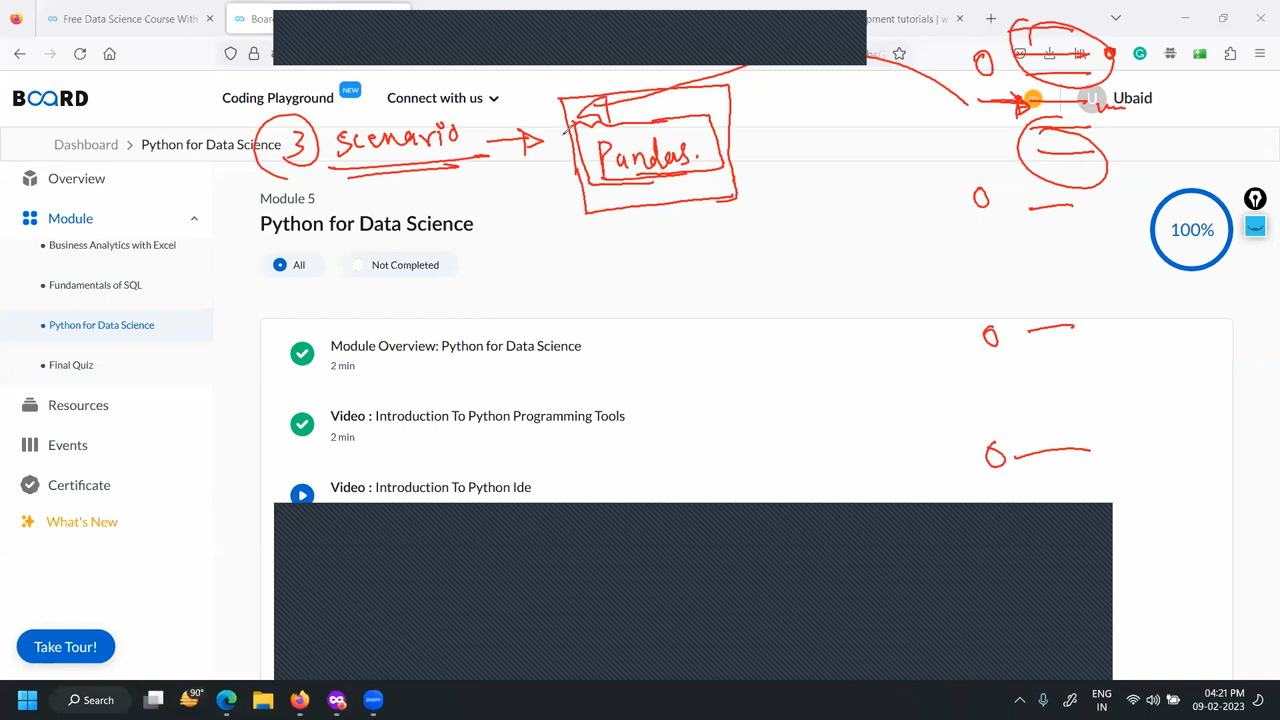 Free Data Science Course With
Boa
pment tutorials | w
BOARD
Coding Playground
NEW
Connect with us
Ubaid
3 scenario
Pandas.
Dashboard
Python for Data Science
Overview
Module
Business Analytics with Excel
Fundamentals of SQL
Python for Data Science
Final Quiz
Resources
Events
Certificate
What's New
Take Tour!
Module 5
Python for Data Science
100%
All
Not Completed
Module Overview: Python for Data Science
2 min
Video : Introduction To Python Programming Tools
2 min
Video : Introduction To Python Ide
Search
90°
zoom
ENG
IN
04:21 PM
09-02-2023